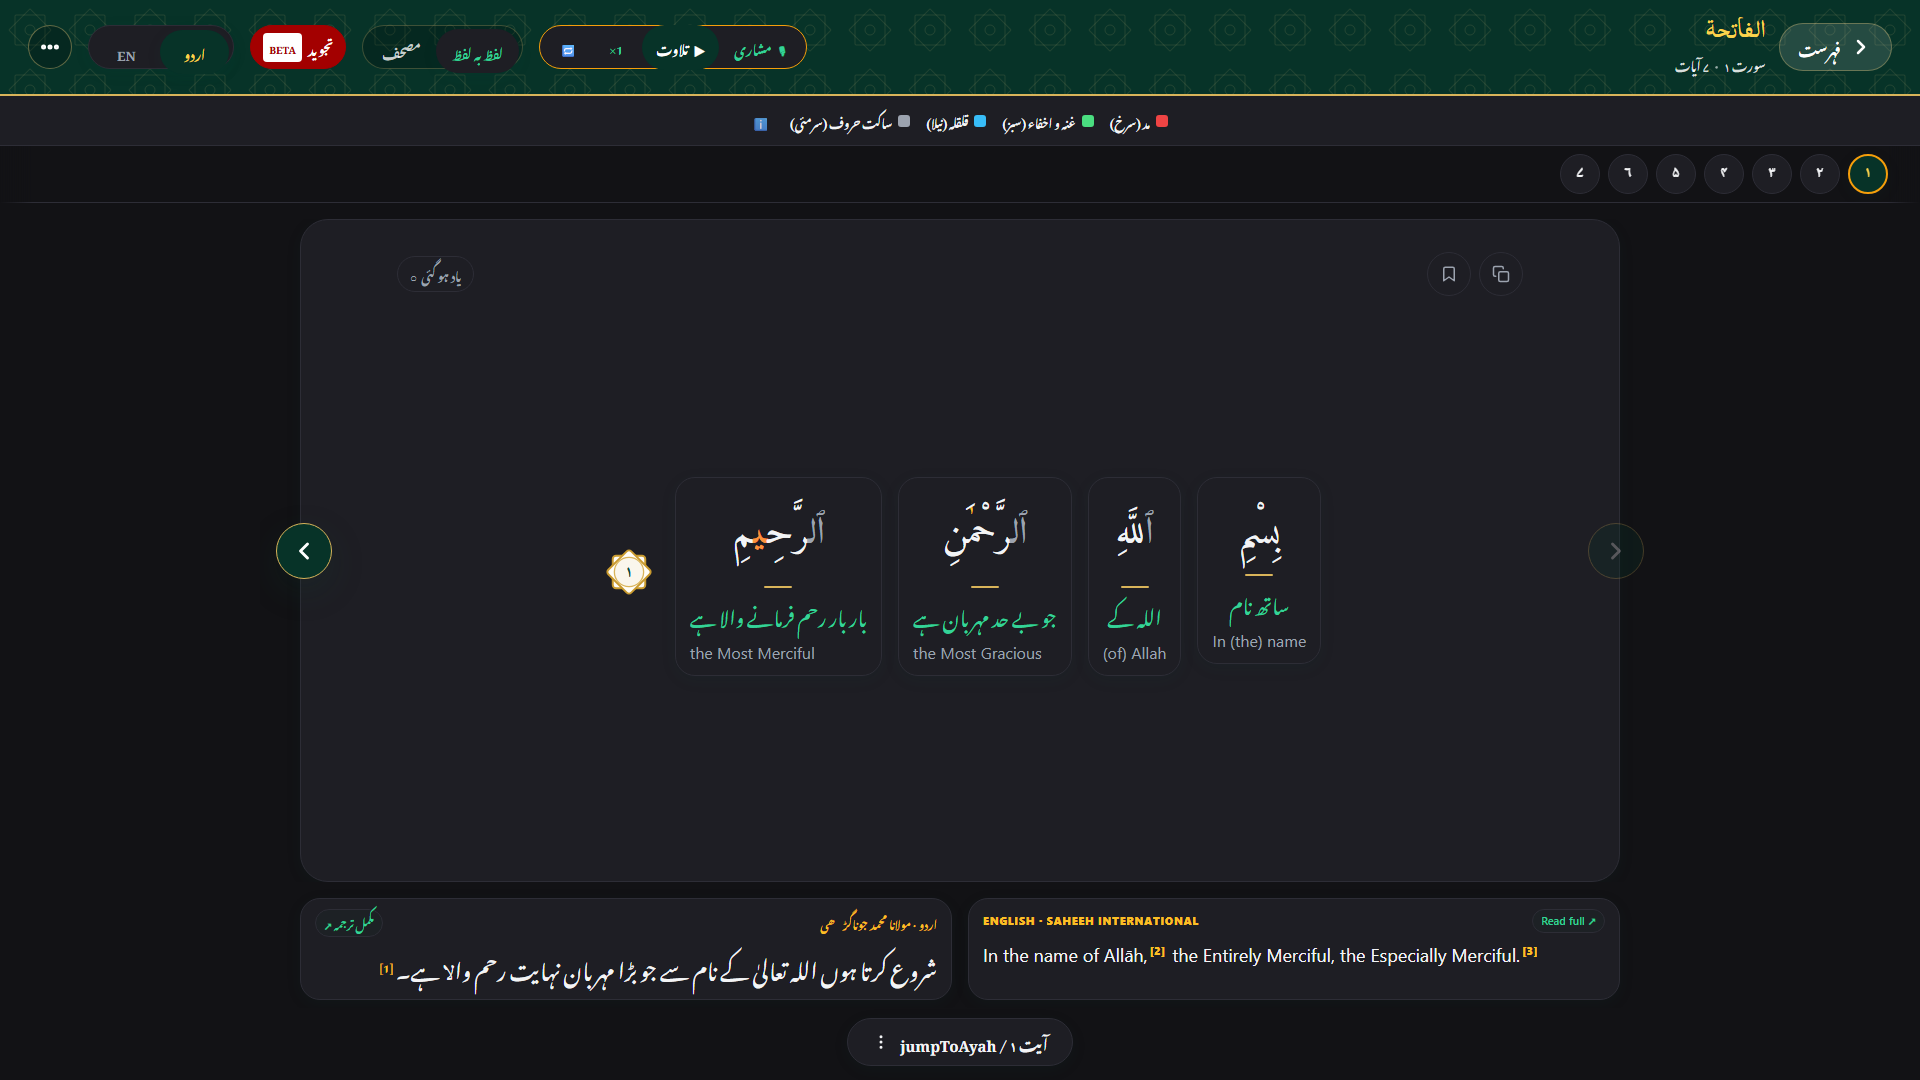 فہرست
الفاتحة
سورت ۱ · ۷ آیات
مشاری
تلاوت
×1
لفظ بہ لفظ
مصحف
تجوید BETA
اردو
EN
مد (سرخ)
غنہ و اخفاء (سبز)
قلقلہ (نیلا)
ساکت حروف (سرمئی)
۱ ۲ ۳ ۴ ۵ ۶ ۷
یاد ہو گئی
بِسْمِ
ساتھ نام
In (the) name
ٱللَّهِ
اللہ کے
(of) Allah
ٱلرَّحْمَٰنِ
جو بے حد مہربان ہے
the Most Gracious
ٱلرَّحِيمِ
بار بار رحم فرمانے والا ہے
the Most Merciful
۱
اردو · مولانا محمد جوناگڑھی
مکمل ترجمہ ↗
شروع کرتا ہوں اللہ تعالیٰ کے نام سے جو بڑا مہربان نہایت رحم والا ہے۔ [1]
ENGLISH · SAHEEH INTERNATIONAL
Read full ↗
In the name of Allāh,[2] the Entirely Merciful, the Especially Merciful.[3]
آیت ۱ / jumpToAyah